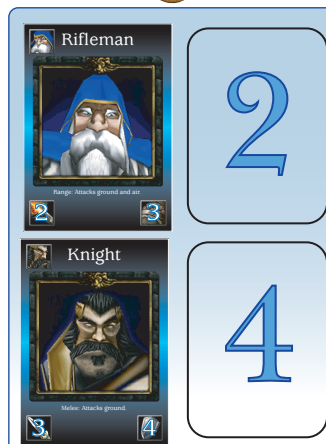 Rifleman
2
Range: Attacks ground and air
2 3
Knight
4
Melee: Attacks ground.
3 4